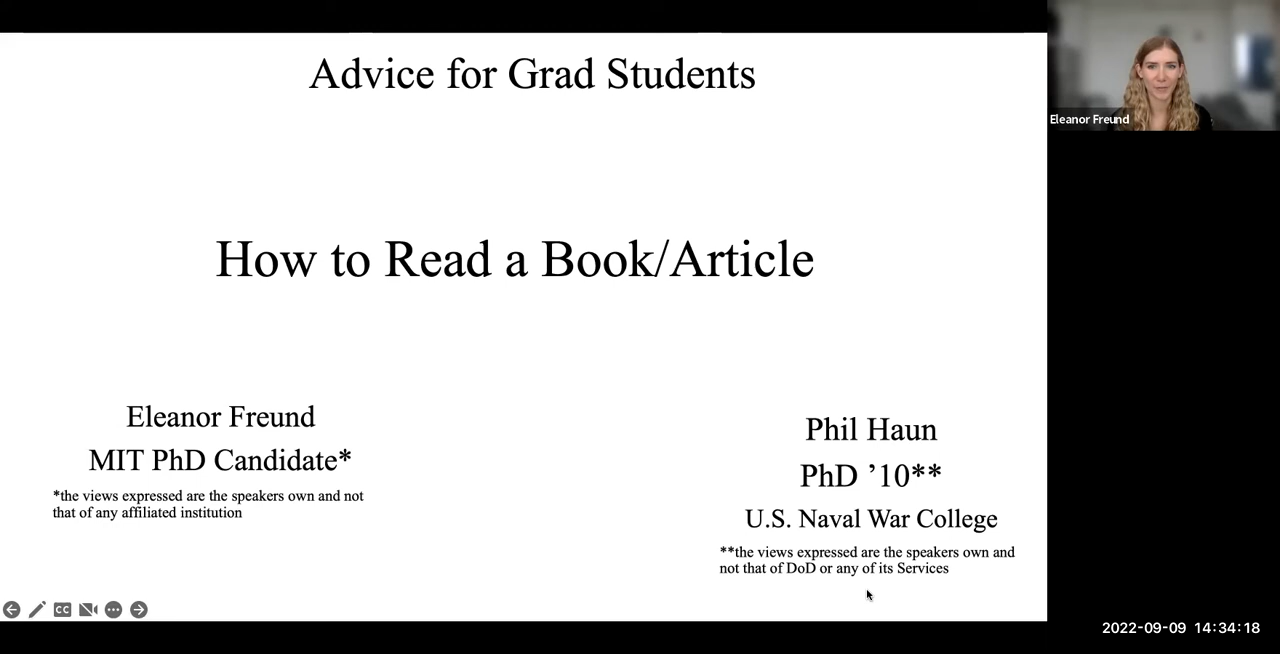 Advice for Grad Students
How to Read a Book/Article
Eleanor Freund
MIT PhD Candidate*
*the views expressed are the speakers own and not
that of any affiliated institution
Phil Haun
PhD ’10**
U.S. Naval War College
**the views expressed are the speakers own and
not that of DoD or any of its Services
CC
Eleanor Freund
2022-09-09 14:34:18